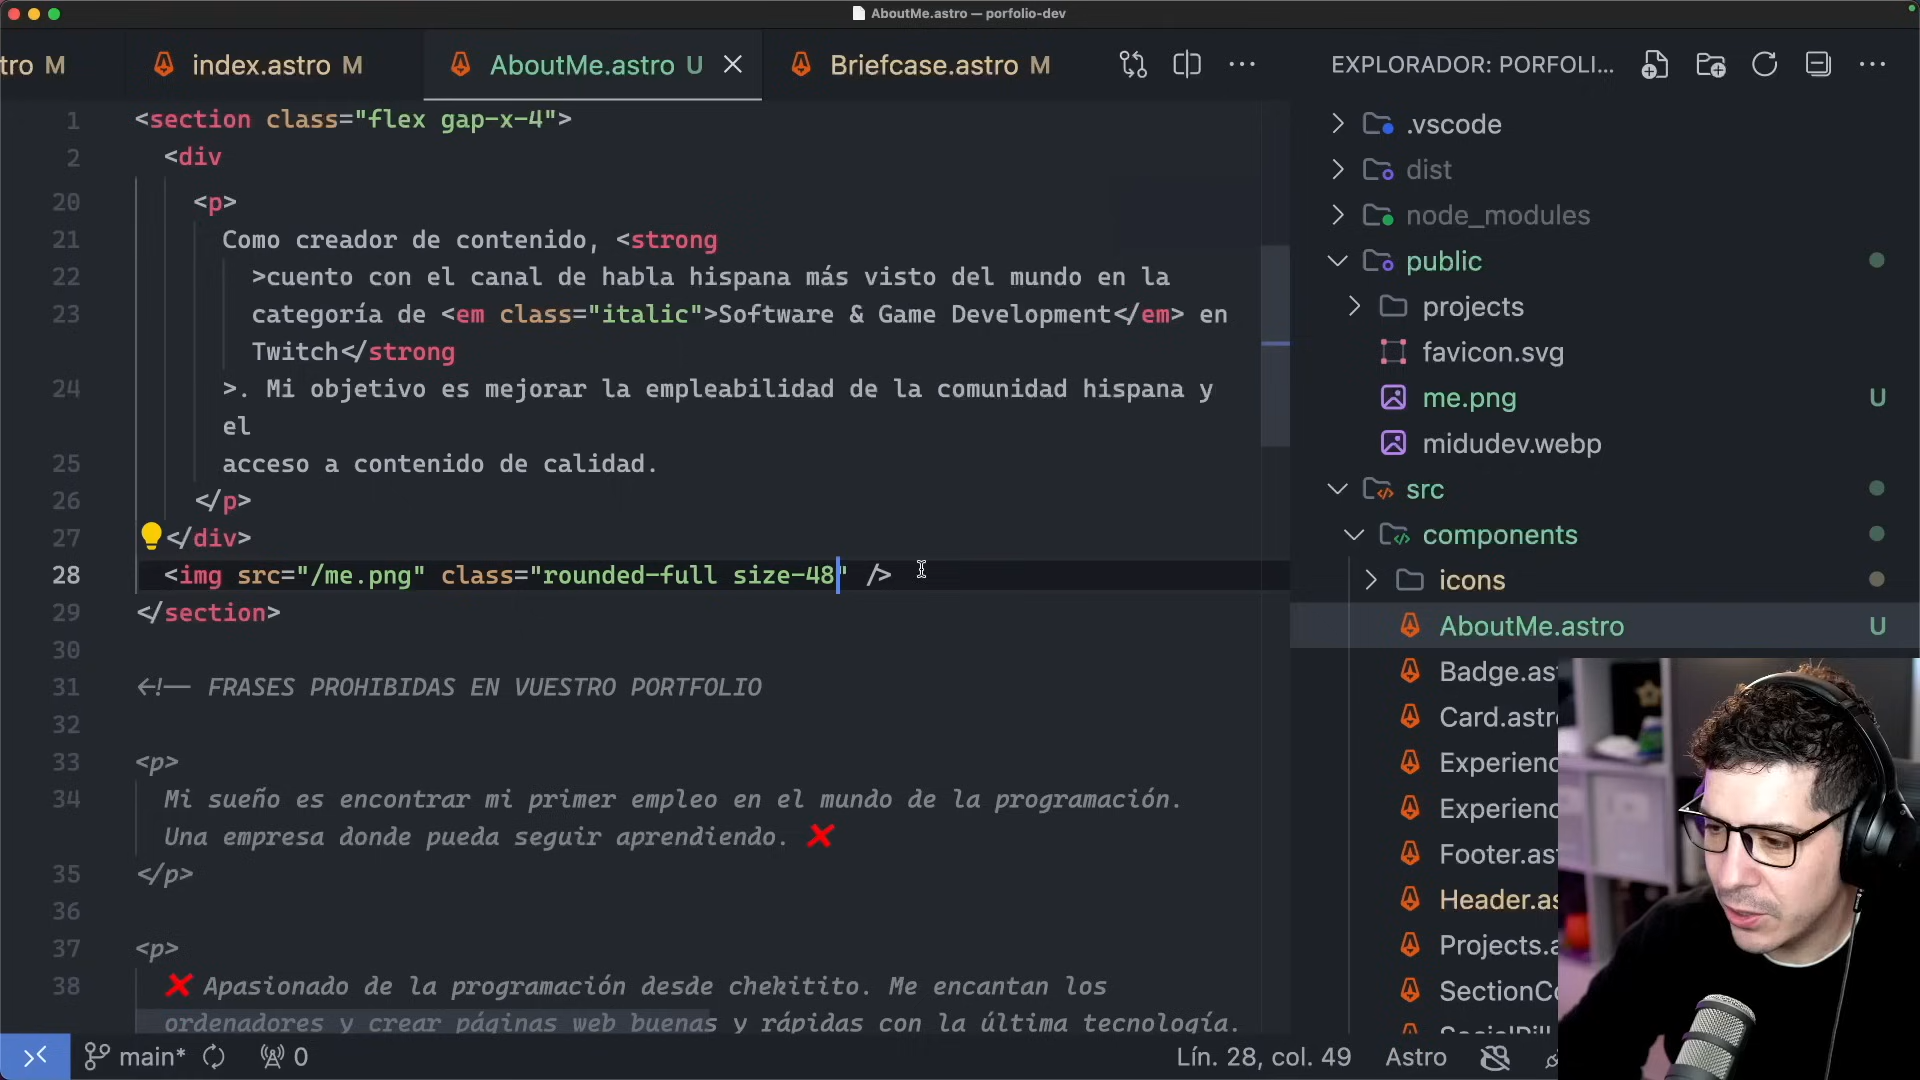 AboutMe.astro — porfolio-dev
tro M
index.astro M
AboutMe.astro U
Briefcase.astro M
EXPLORADOR: PORFOLI...
1 <section class="flex gap-x-4">
2 <div
20 <p>
21 Como creador de contenido, <strong
22 >cuento con el canal de habla hispana más visto del mundo en la
23 categoría de <em class="italic">Software & Game Development</em> en
Twitch</strong
24 >. Mi objetivo es mejorar la empleabilidad de la comunidad hispana y
el
25 acceso a contenido de calidad.
26 </p>
27 </div>
28 <img src="/me.png" class="rounded-full size-48" />
29 </section>
30
31 <!-- FRASES PROHIBIDAS EN VUESTRO PORTFOLIO
32
33 <p>
34 Mi sueño es encontrar mi primer empleo en el mundo de la programación.
Una empresa donde pueda seguir aprendiendo. ❌
35 </p>
36
37 <p>
38 ❌ Apasionado de la programación desde chekitito. Me encantan los
ordenadores y crear páginas web buenas y rápidas con la última tecnología.
.vscode
dist
node_modules
public
projects
favicon.svg
me.png U
midudev.webp
src
components
icons
AboutMe.astro U
Badge.as
Card.astr
Experienc
Experienc
Footer.as
Header.as
Projects.a
SectionCo
SocialPill
main*
0
Lín. 28, col. 49
Astro